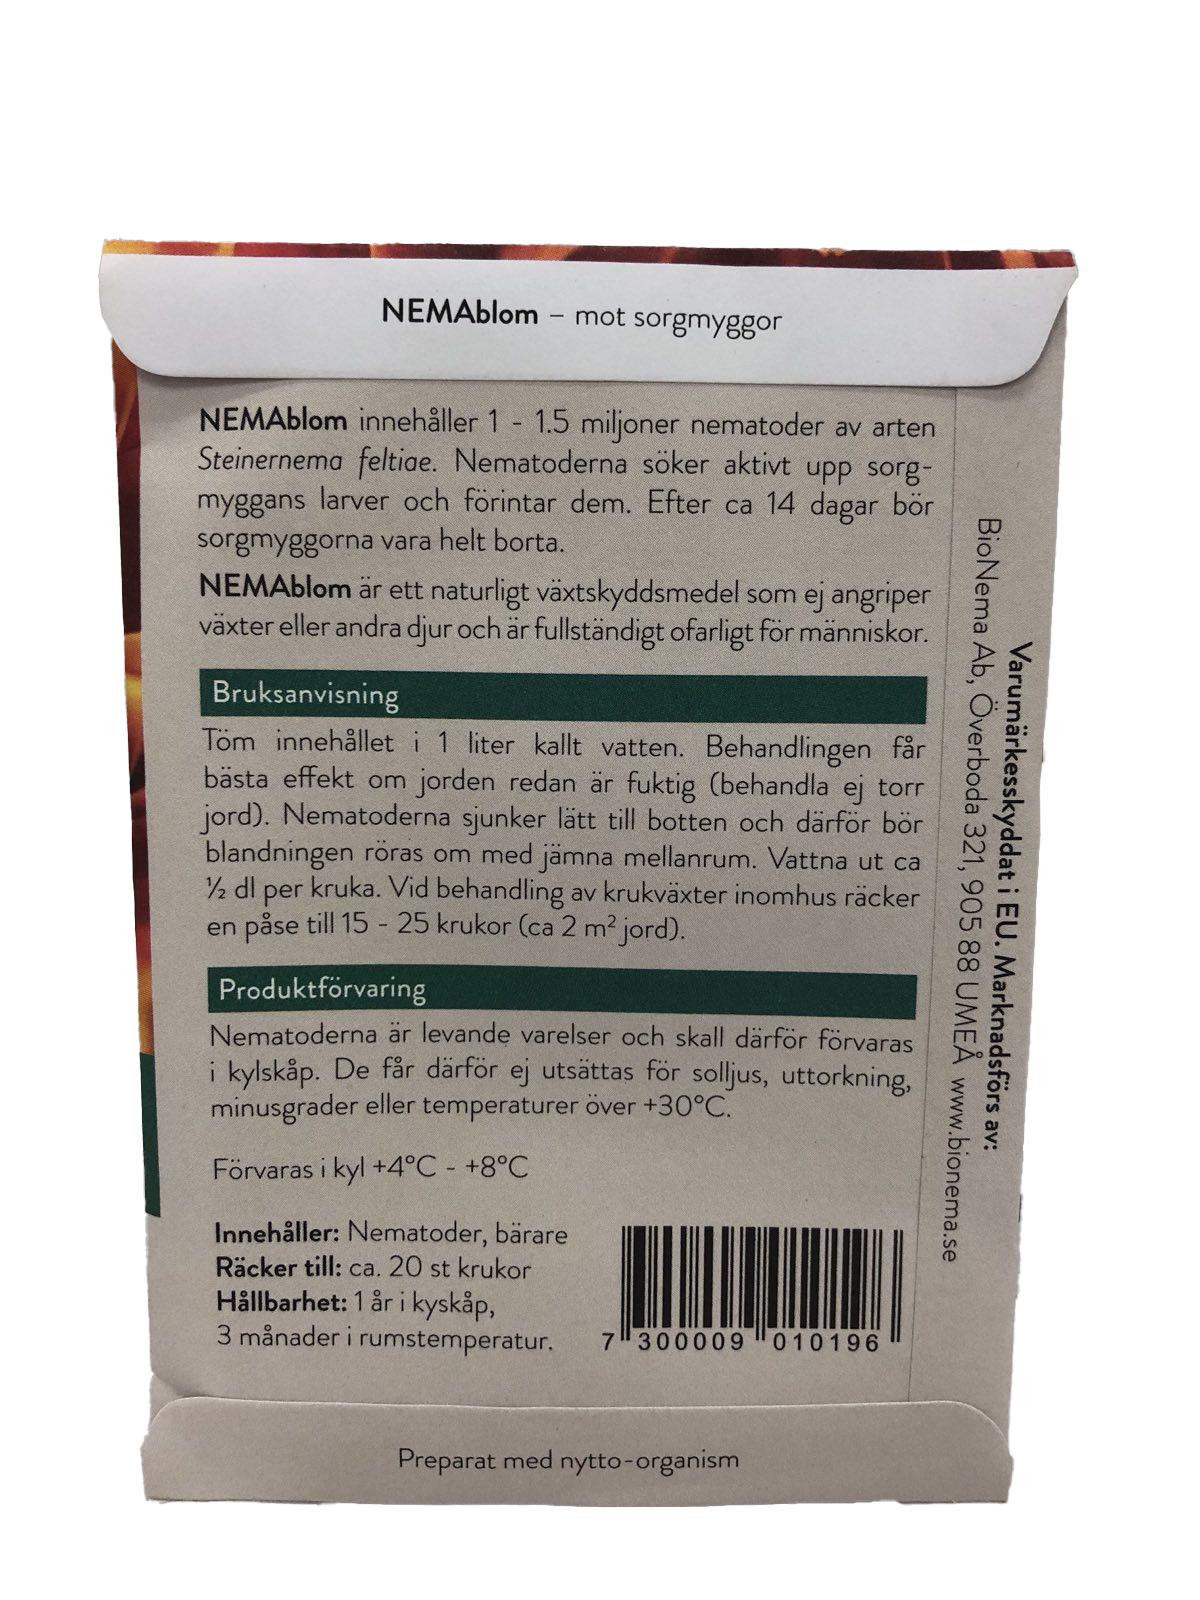 NEMAblom – mot sorgmyggor
NEMAblom innehåller 1 - 1.5 miljoner nematoder av arten
Steinernema feltiae. Nematoderna söker aktivt upp sorg-
myggans larver och förintar dem. Efter ca 14 dagar bör
sorgmyggorna vara helt borta.
NEMAblom är ett naturligt växtskyddsmedel som ej angriper
växter eller andra djur och är fullständigt ofarligt för människor.
Bruksanvisning
Töm innehållet i 1 liter kallt vatten. Behandlingen får
bästa effekt om jorden redan är fuktig (behandla ej torr
jord). Nematoderna sjunker lätt till botten och därför bör
blandningen röras om med jämna mellanrum. Vattna ut ca
½ dl per kruka. Vid behandling av krukväxter inomhus räcker
en påse till 15 - 25 krukor (ca 2 m² jord).
Produktförvaring
Nematoderna är levande varelser och skall därför förvaras
i kylskåp. De får därför ej utsättas för solljus, uttorkning,
minusgrader eller temperaturer över +30°C.
Förvaras i kyl +4°C - +8°C
Innehåller: Nematoder, bärare
Räcker till: ca. 20 st krukor
Hållbarhet: 1 år i kyskåp,
3 månader i rumstemperatur.
7 300009 010196
Varumärkesskyddat i EU. Marknadsförs av:
BioNema Ab, Överboda 321, 905 88 UMEÅ www.bionema.se
Preparat med nytto-organism